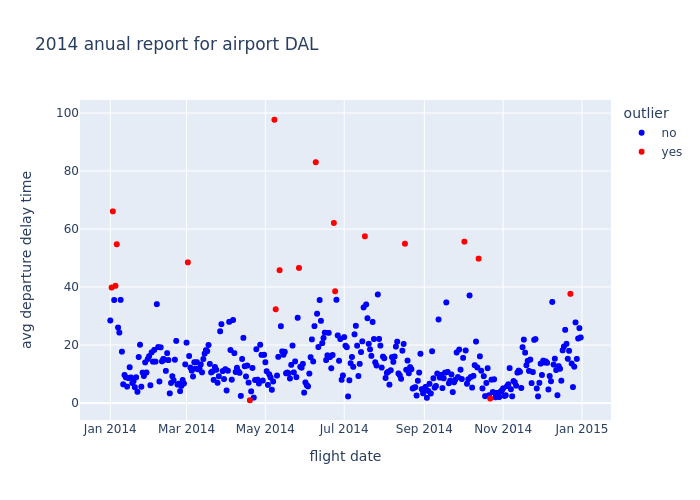 2014 anual report for airport DAL
outlier
no
yes
avg departure delay time
100
80
60
40
20
0
Jan 2014 Mar 2014 May 2014 Jul 2014 Sep 2014 Nov 2014 Jan 2015
flight date